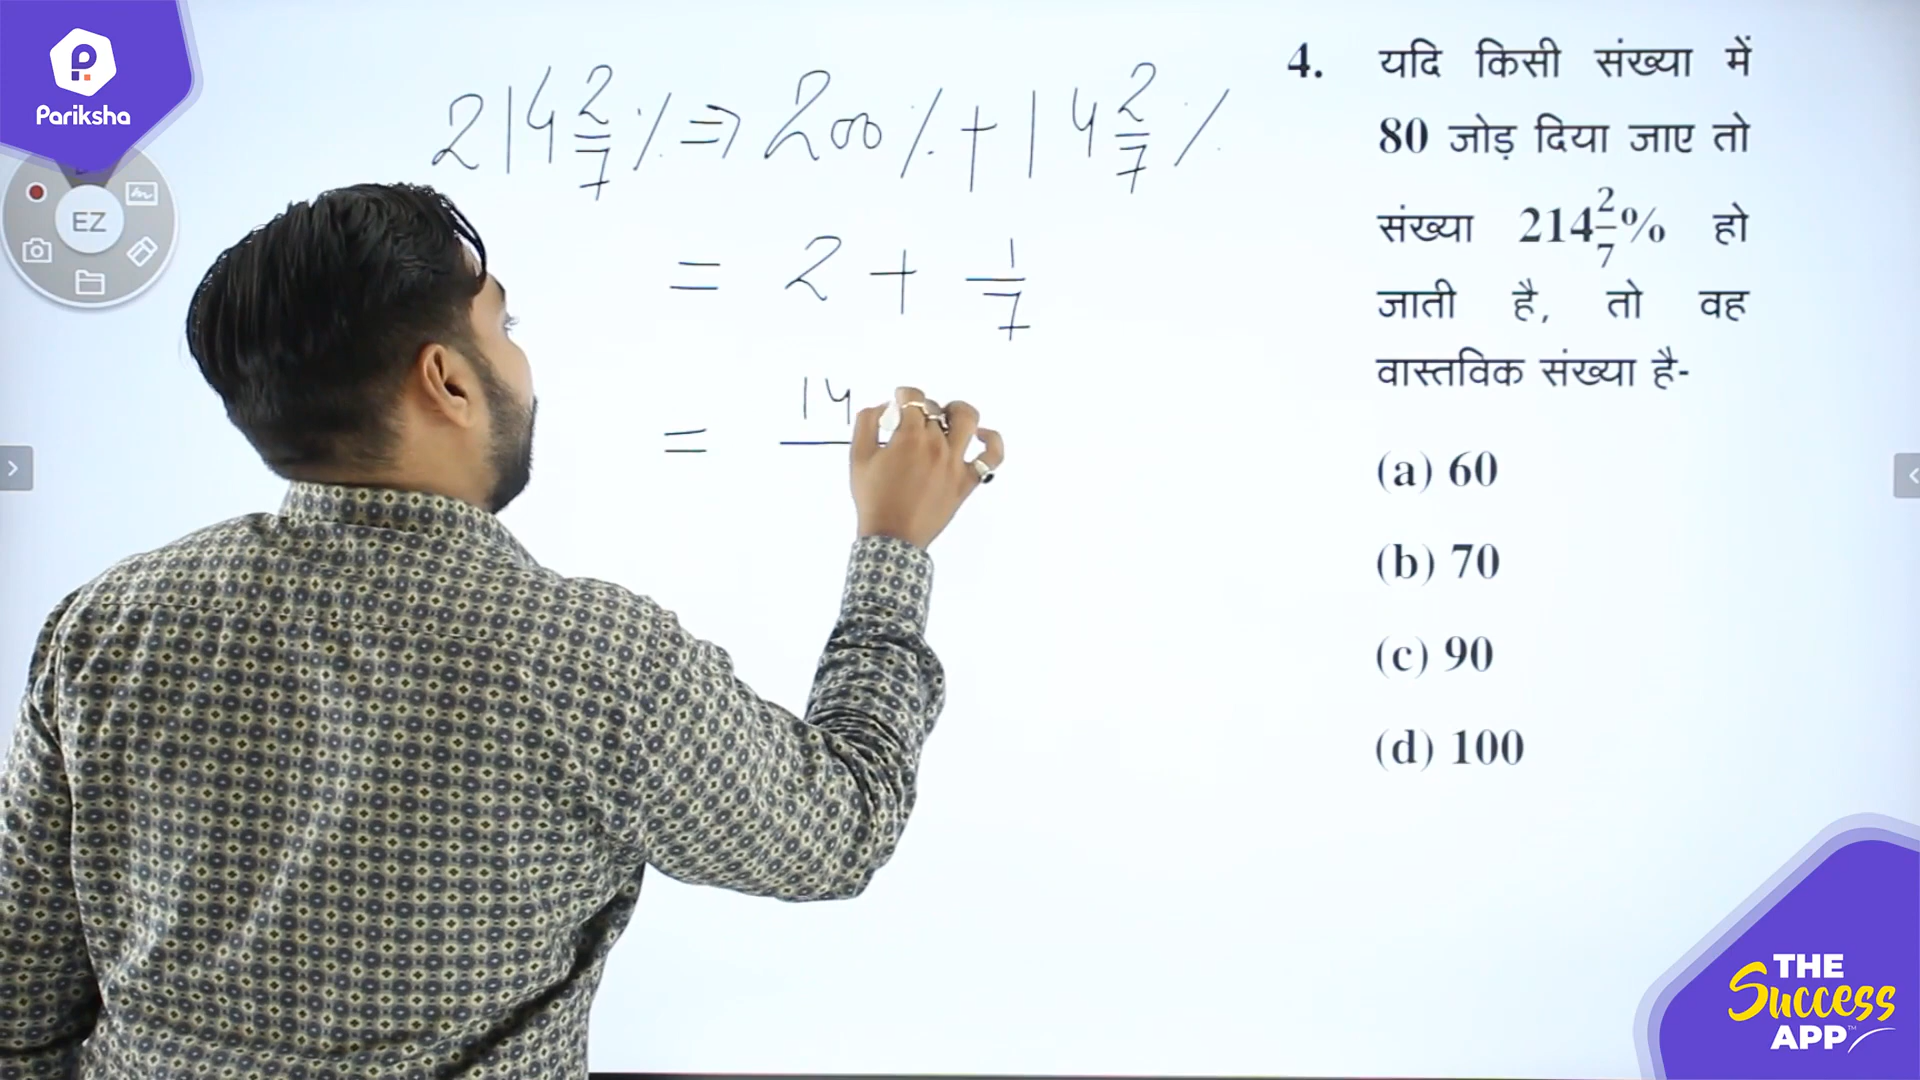 Pariksha
EZ
214 2/7 % ⇒ 200 % + 14 2/7 %
= 2 + 1/7
= 14
4. यदि किसी संख्या में
80 जोड़ दिया जाए तो
संख्या 214 2/7 % हो
जाती है, तो वह
वास्तविक संख्या है-
(a) 60
(b) 70
(c) 90
(d) 100
THE
Success
APP™